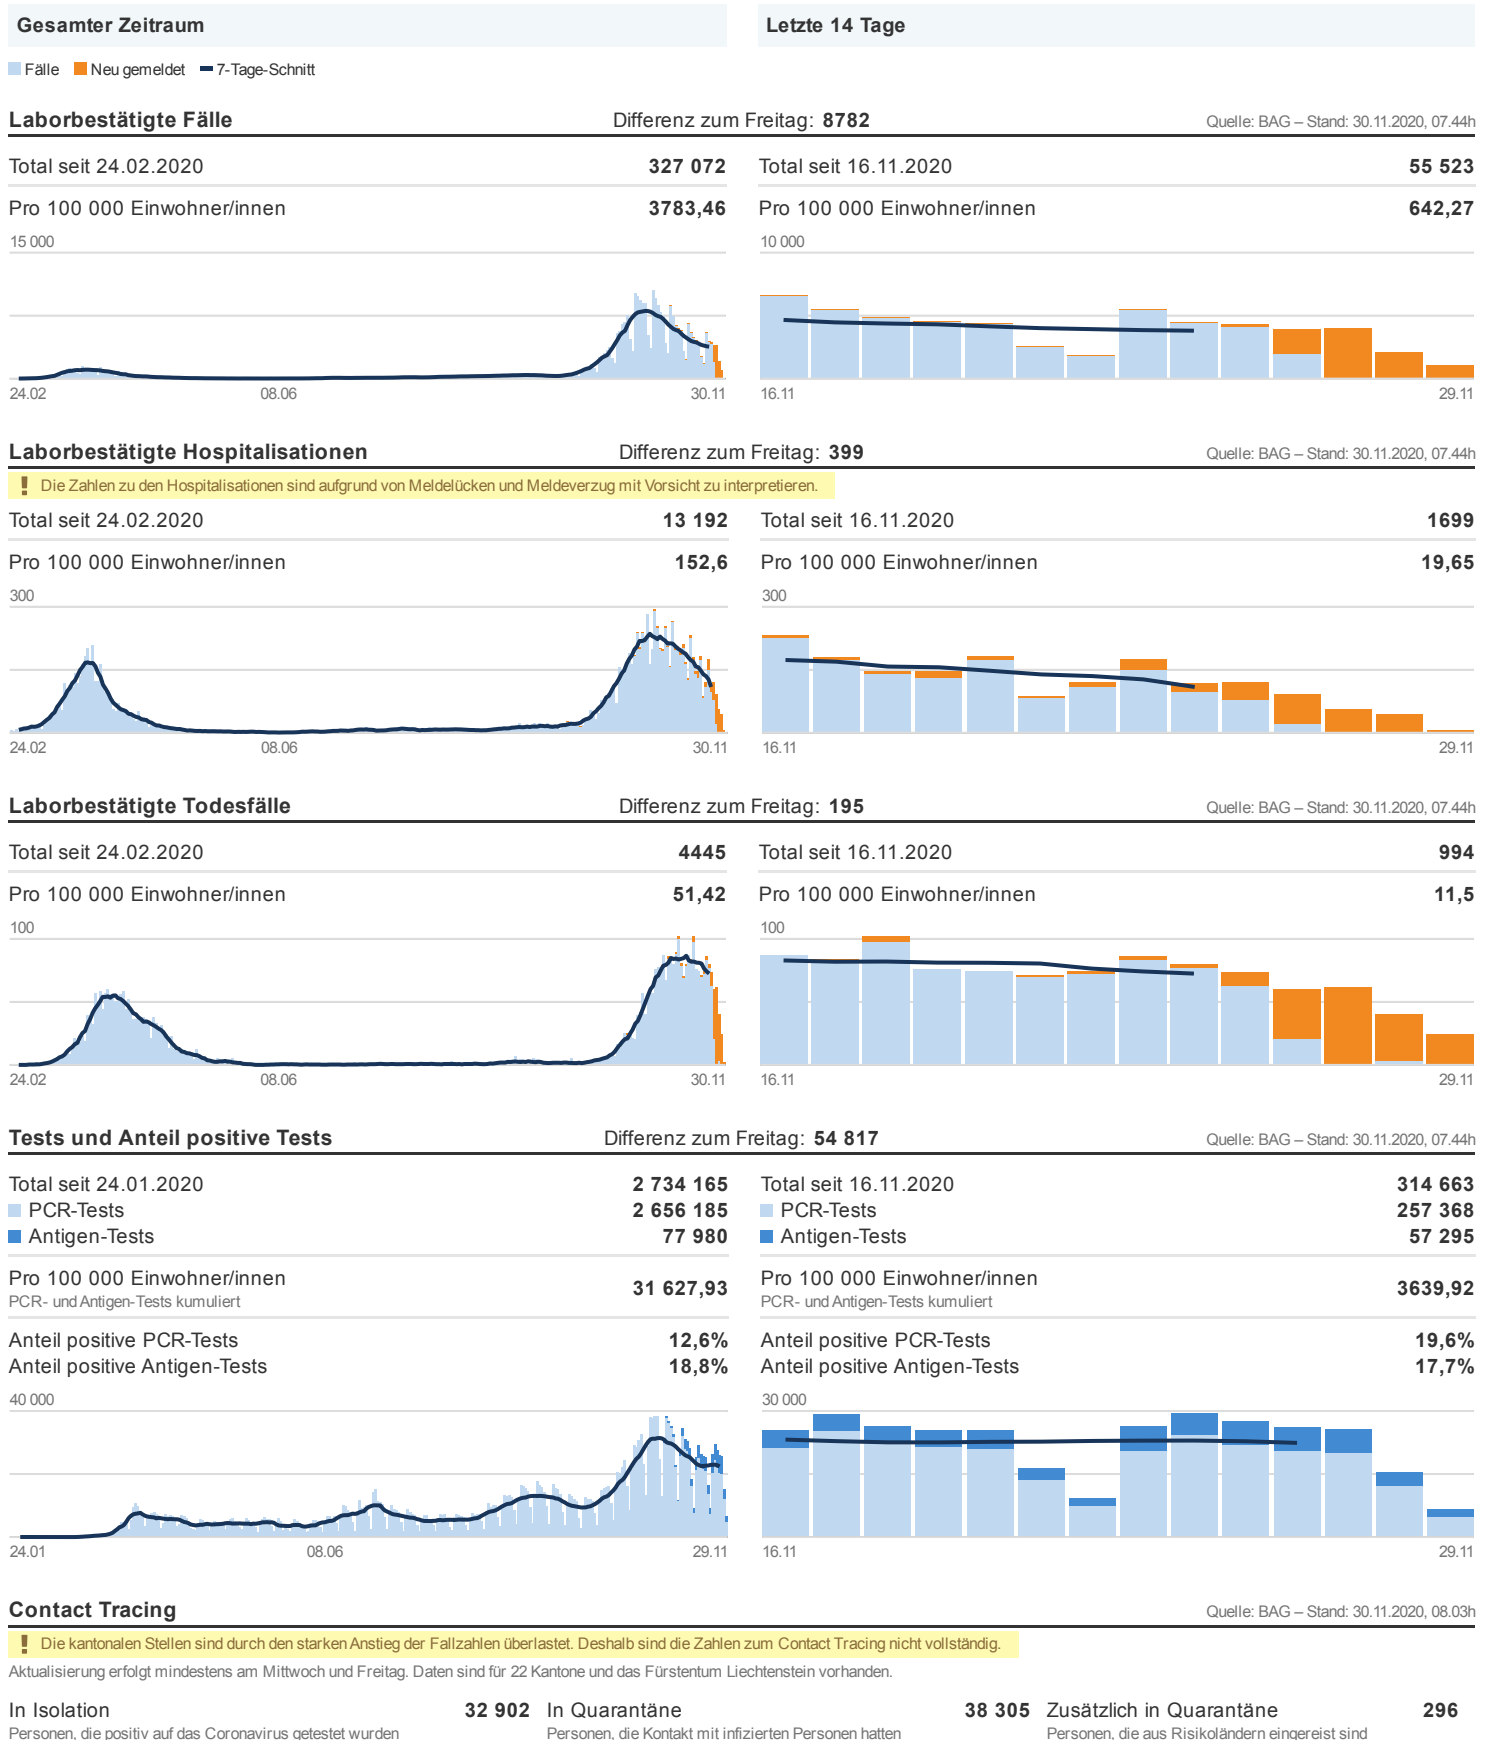 Gesamter Zeitraum
Letzte 14 Tage
Fälle Neu gemeldet 7-Tage-Schnitt
Laborbestätigte Fälle Differenz zum Freitag: 8782 Quelle: BAG – Stand: 30.11.2020, 07.44h
Total seit 24.02.2020 327 072
Pro 100 000 Einwohner/innen 3783,46
15 000
24.02 08.06 30.11
Total seit 16.11.2020 55 523
Pro 100 000 Einwohner/innen 642,27
10 000
16.11 29.11
Laborbestätigte Hospitalisationen Differenz zum Freitag: 399 Quelle: BAG – Stand: 30.11.2020, 07.44h
! Die Zahlen zu den Hospitalisationen sind aufgrund von Meldelücken und Meldeverzug mit Vorsicht zu interpretieren.
Total seit 24.02.2020 13 192
Pro 100 000 Einwohner/innen 152,6
300
24.02 08.06 30.11
Total seit 16.11.2020 1699
Pro 100 000 Einwohner/innen 19,65
300
16.11 29.11
Laborbestätigte Todesfälle Differenz zum Freitag: 195 Quelle: BAG – Stand: 30.11.2020, 07.44h
Total seit 24.02.2020 4445
Pro 100 000 Einwohner/innen 51,42
100
24.02 08.06 30.11
Total seit 16.11.2020 994
Pro 100 000 Einwohner/innen 11,5
100
16.11 29.11
Tests und Anteil positive Tests Differenz zum Freitag: 54 817 Quelle: BAG – Stand: 30.11.2020, 07.44h
Total seit 24.01.2020 2 734 165
PCR-Tests 2 656 185
Antigen-Tests 77 980
Pro 100 000 Einwohner/innen 31 627,93
PCR- und Antigen-Tests kumuliert
Anteil positive PCR-Tests 12,6%
Anteil positive Antigen-Tests 18,8%
40 000
24.01 08.06 29.11
Total seit 16.11.2020 314 663
PCR-Tests 257 368
Antigen-Tests 57 295
Pro 100 000 Einwohner/innen 3639,92
PCR- und Antigen-Tests kumuliert
Anteil positive PCR-Tests 19,6%
Anteil positive Antigen-Tests 17,7%
30 000
16.11 29.11
Contact Tracing Quelle: BAG – Stand: 30.11.2020, 08.03h
! Die kantonalen Stellen sind durch den starken Anstieg der Fallzahlen überlastet. Deshalb sind die Zahlen zum Contact Tracing nicht vollständig.
Aktualisierung erfolgt mindestens am Mittwoch und Freitag. Daten sind für 22 Kantone und das Fürstentum Liechtenstein vorhanden.
In Isolation 32 902
Personen, die positiv auf das Coronavirus getestet wurden
In Quarantäne 38 305
Personen, die Kontakt mit infizierten Personen hatten
Zusätzlich in Quarantäne 296
Personen, die aus Risikoländern eingereist sind